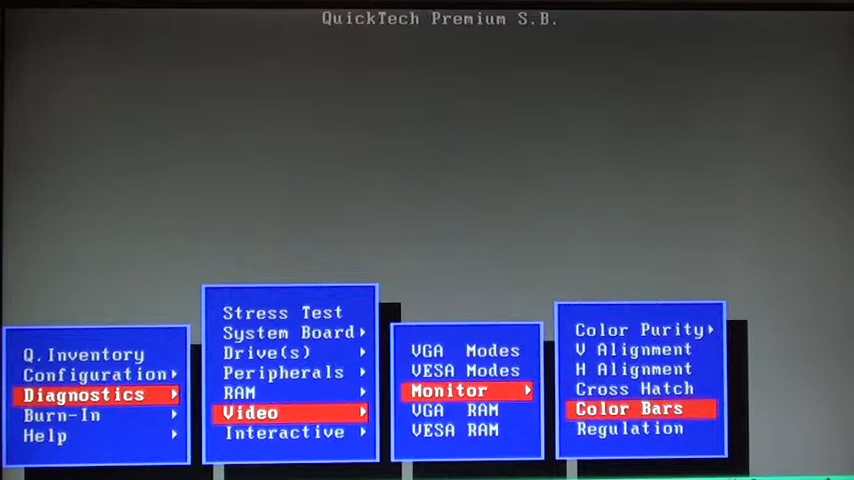 QuickTech Premium S.B.
Q.Inventory
Configuration
Diagnostics
Burn-In
Help
Stress Test
System Board
Drive(s)
Peripherals
RAM
Video
Interactive
VGA Modes
VESA Modes
Monitor
VGA RAM
VESA RAM
Color Purity
V Alignment
H Alignment
Cross Hatch
Color Bars
Regulation